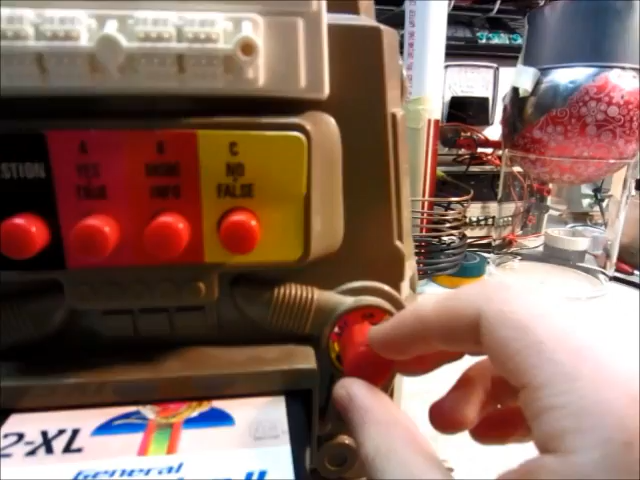 STION
A
YES
TRUE
B
MORE
INFO
C
NO
FALSE
2-XL
General